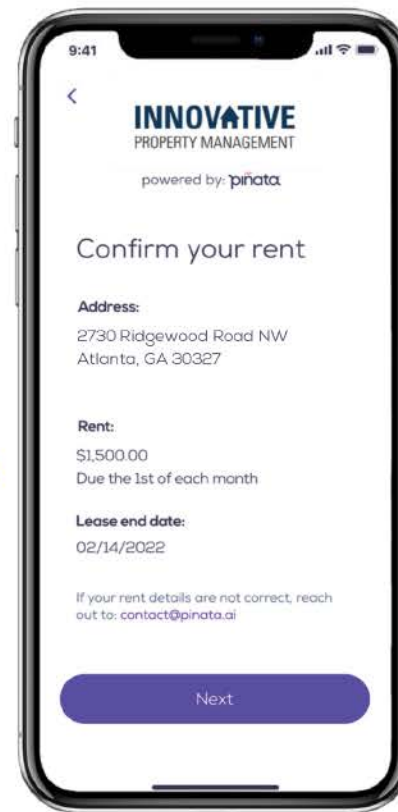 9:41
INNOVATIVE
PROPERTY MANAGEMENT
powered by: piñata
Confirm your rent
Address:
2730 Ridgewood Road NW
Atlanta, GA 30327
Rent:
$1,500.00
Due the 1st of each month
Lease end date:
02/14/2022
If your rent details are not correct, reach
out to: contact@pinata.ai
Next